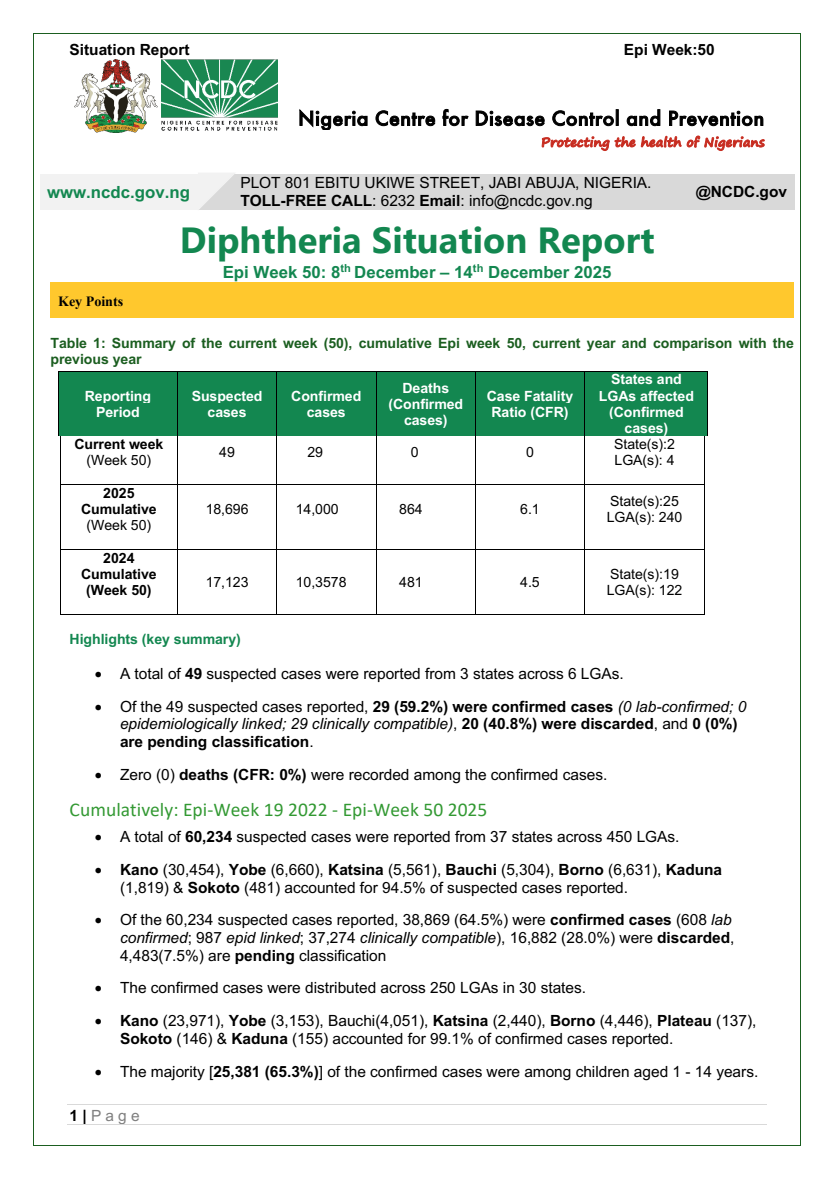 Situation Report Epi Week:50
NCDC
NIGERIA CENTRE FOR DISEASE
CONTROL AND PREVENTION
Nigeria Centre for Disease Control and Prevention
Protecting the health of Nigerians
www.ncdc.gov.ng
PLOT 801 EBITU UKIWE STREET, JABI ABUJA, NIGERIA.
TOLL-FREE CALL: 6232 Email: info@ncdc.gov.ng
@NCDC.gov
Diphtheria Situation Report
Epi Week 50: 8th December – 14th December 2025
Key Points
Table 1: Summary of the current week (50), cumulative Epi week 50, current year and comparison with the
previous year
Reporting
Period
Suspected
cases
Confirmed
cases
Deaths
(Confirmed
cases)
Case Fatality
Ratio (CFR)
States and
LGAs affected
(Confirmed
cases)
Current week
(Week 50)
49
29
0
0
State(s):2
LGA(s): 4
2025
Cumulative
(Week 50)
18,696
14,000
864
6.1
State(s):25
LGA(s): 240
2024
Cumulative
(Week 50)
17,123
10,3578
481
4.5
State(s):19
LGA(s): 122
Highlights (key summary)
• A total of 49 suspected cases were reported from 3 states across 6 LGAs.
• Of the 49 suspected cases reported, 29 (59.2%) were confirmed cases (0 lab-confirmed; 0
epidemiologically linked; 29 clinically compatible), 20 (40.8%) were discarded, and 0 (0%)
are pending classification.
• Zero (0) deaths (CFR: 0%) were recorded among the confirmed cases.
Cumulatively: Epi-Week 19 2022 - Epi-Week 50 2025
• A total of 60,234 suspected cases were reported from 37 states across 450 LGAs.
• Kano (30,454), Yobe (6,660), Katsina (5,561), Bauchi (5,304), Borno (6,631), Kaduna
(1,819) & Sokoto (481) accounted for 94.5% of suspected cases reported.
• Of the 60,234 suspected cases reported, 38,869 (64.5%) were confirmed cases (608 lab
confirmed; 987 epid linked; 37,274 clinically compatible), 16,882 (28.0%) were discarded,
4,483(7.5%) are pending classification
• The confirmed cases were distributed across 250 LGAs in 30 states.
• Kano (23,971), Yobe (3,153), Bauchi(4,051), Katsina (2,440), Borno (4,446), Plateau (137),
Sokoto (146) & Kaduna (155) accounted for 99.1% of confirmed cases reported.
• The majority [25,381 (65.3%)] of the confirmed cases were among children aged 1 - 14 years.
1 | Page